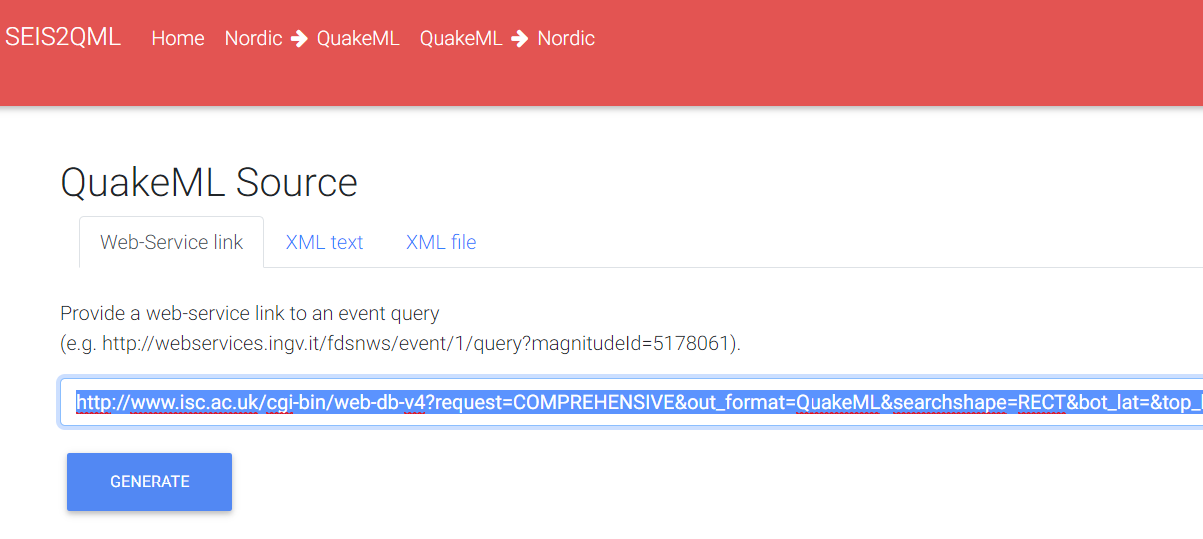 SEIS2QML Home Nordic → QuakeML QuakeML → Nordic
QuakeML Source
Web-Service link XML text XML file
Provide a web-service link to an event query
(e.g. http://webservices.ingv.it/fdsnws/event/1/query?magnitudeId=5178061).
http://www.isc.ac.uk/cgi-bin/web-db-v4?request=COMPREHENSIVE&out_format=QuakeML&searchshape=RECT&bot_lat=&top_l
GENERATE